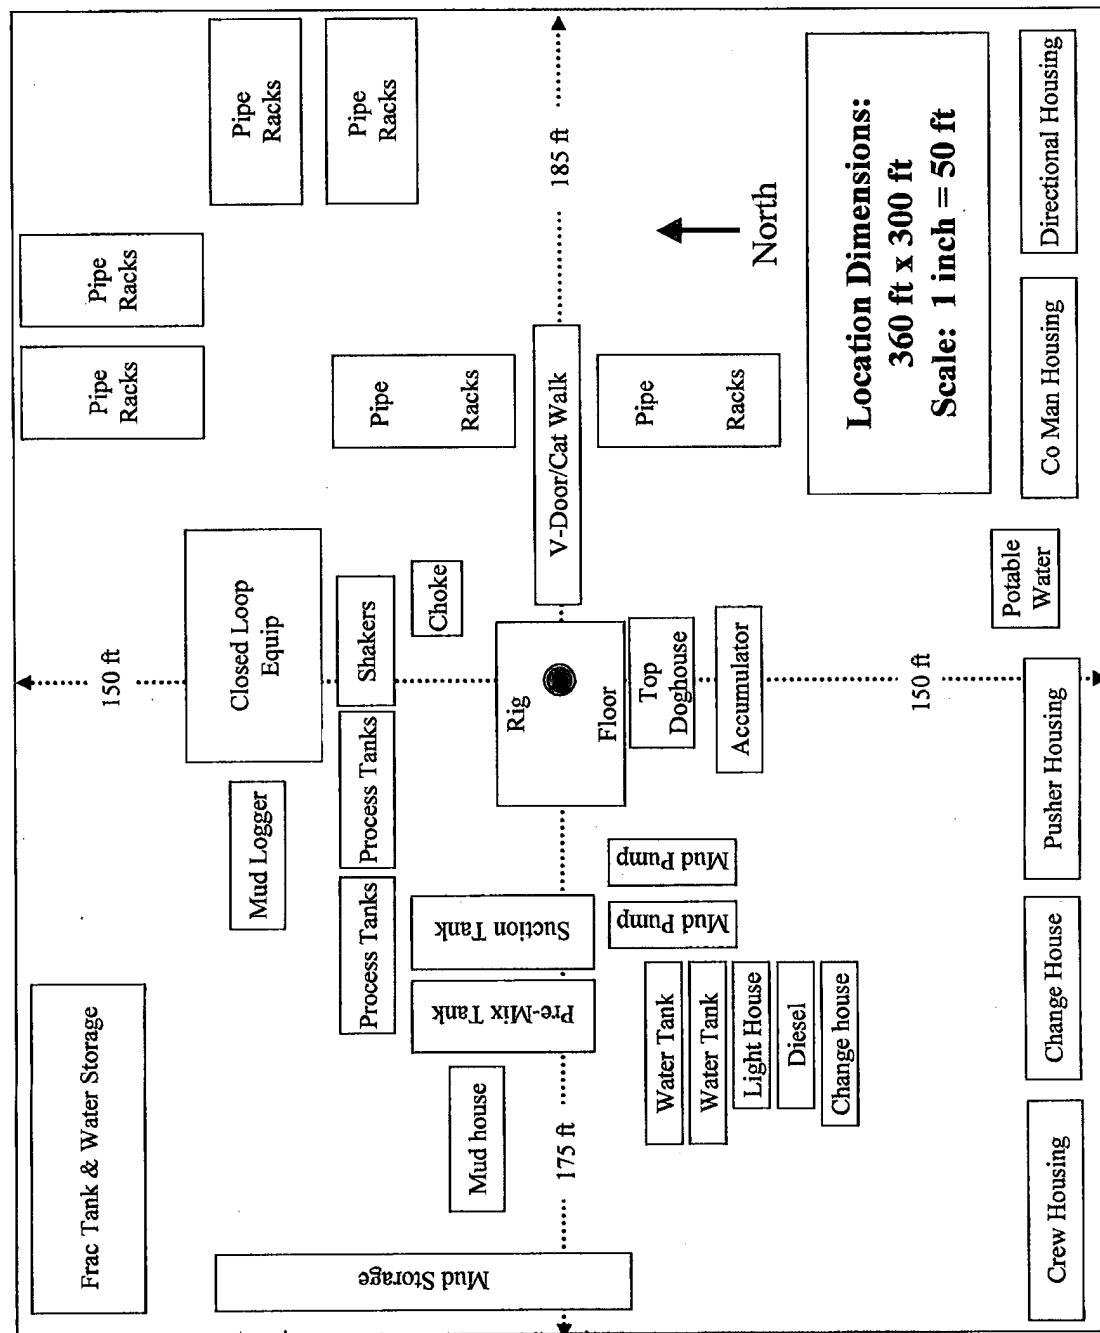 Frac Tank & Water Storage
Mud Storage
Mud Logger
Closed Loop
Equip
Pipe
Racks
Pipe
Racks
Pipe
Racks
Pipe
Racks
150 ft
Process Tanks
Process Tanks
Shakers
Mud house
Pre-Mix Tank
Suction Tank
Choke
Pipe
Racks
175 ft
Rig
Floor
V-Door/Cat Walk
185 ft
Water Tank
Water Tank
Light House
Diesel
Change house
Mud Pump
Mud Pump
Top
Doghouse
Accumulator
Pipe
Racks
North
150 ft
Location Dimensions:
360 ft x 300 ft
Scale: 1 inch = 50 ft
Crew Housing
Change House
Pusher Housing
Potable
Water
Co Man Housing
Directional Housing